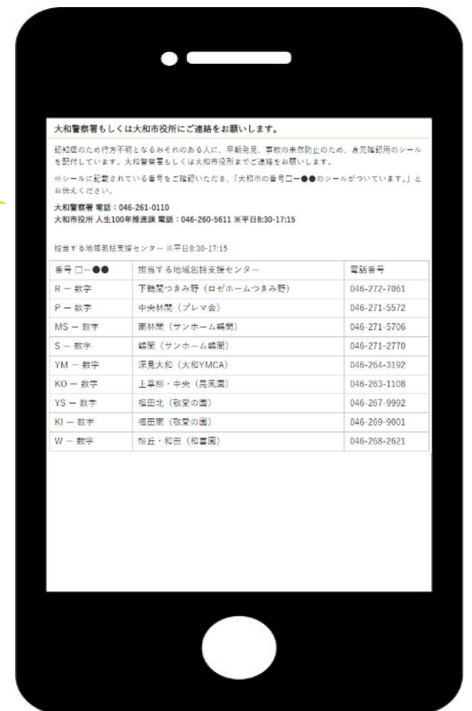 大和警察署もしくは大和市役所にご連絡をお願いします。
認知症のため行方不明となるおそれのある人に、早期発見、事故の未然防止のため、身元確認用のシール
を配付しています。大和警察署もしくは大和市役所までご連絡をお願いします。
※シールに記載されている番号をご確認いただき、「大和市の番号□ー●●のシールがついています。」と
お伝えください。
大和警察署 電話：046-261-0110
大和市役所 人生100年推進課 電話：046-260-5611 ※平日8:30-17:15
担当する地域包括支援センター ※平日8:30-17:15
番号 □ー●● 担当する地域包括支援センター 電話番号
R ー 数字 下鶴間つきみ野（ロゼホームつきみ野） 046-272-7061
P ー 数字 中央林間（プレマ会） 046-271-5572
MS ー 数字 南林間（サンホーム鶴間） 046-271-5706
S ー 数字 鶴間（サンホーム鶴間） 046-271-2770
YM ー 数字 深見大和（大和YMCA） 046-264-3192
KO ー 数字 上草柳・中央（晃風園） 046-263-1108
YS ー 数字 福田北（敬愛の園） 046-267-9992
KI ー 数字 福田南（敬愛の園） 046-269-9001
W ー 数字 桜丘・和田（和喜園） 046-268-2621